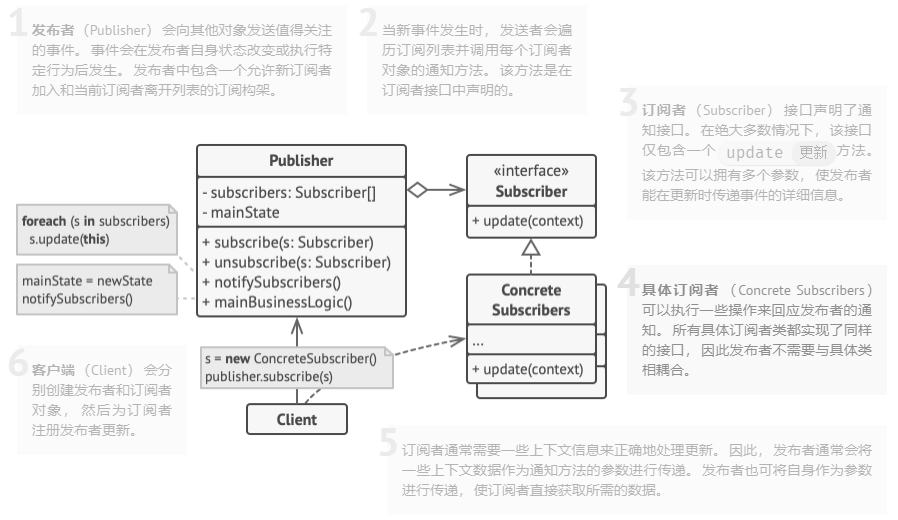 1
发布者 （Publisher） 会向其他对象发送值得关注
的事件。 事件会在发布者自身状态改变或执行特
定行为后发生。 发布者中包含一个允许新订阅者
加入和当前订阅者离开列表的订阅构架。
2
当新事件发生时， 发送者会遍
历订阅列表并调用每个订阅者
对象的通知方法。 该方法是在
订阅者接口中声明的。
3
订阅者 （Subscriber） 接口声明了通
知接口。 在绝大多数情况下， 该接口
仅包含一个 update 更新 方法。
该方法可以拥有多个参数， 使发布者
能在更新时传递事件的详细信息。
Publisher
- subscribers: Subscriber[]
- mainState
+ subscribe(s: Subscriber)
+ unsubscribe(s: Subscriber)
+ notifySubscribers()
+ mainBusinessLogic()
«interface»
Subscriber
+ update(context)
foreach (s in subscribers)
s.update(this)
mainState = newState
notifySubscribers()
Concrete
Subscribers
...
+ update(context)
4
具体订阅者 （Concrete Subscribers）
可以执行一些操作来回应发布者的通
知。 所有具体订阅者类都实现了同样
的接口， 因此发布者不需要与具体类
相耦合。
s = new ConcreteSubscriber()
publisher.subscribe(s)
Client
6
客户端 （Client） 会分
别创建发布者和订阅者
对象， 然后为订阅者
注册发布者更新。
5
订阅者通常需要一些上下文信息来正确地处理更新。 因此， 发布者通常会将
一些上下文数据作为通知方法的参数进行传递。 发布者也可将自身作为参数
进行传递， 使订阅者直接获取所需的数据。